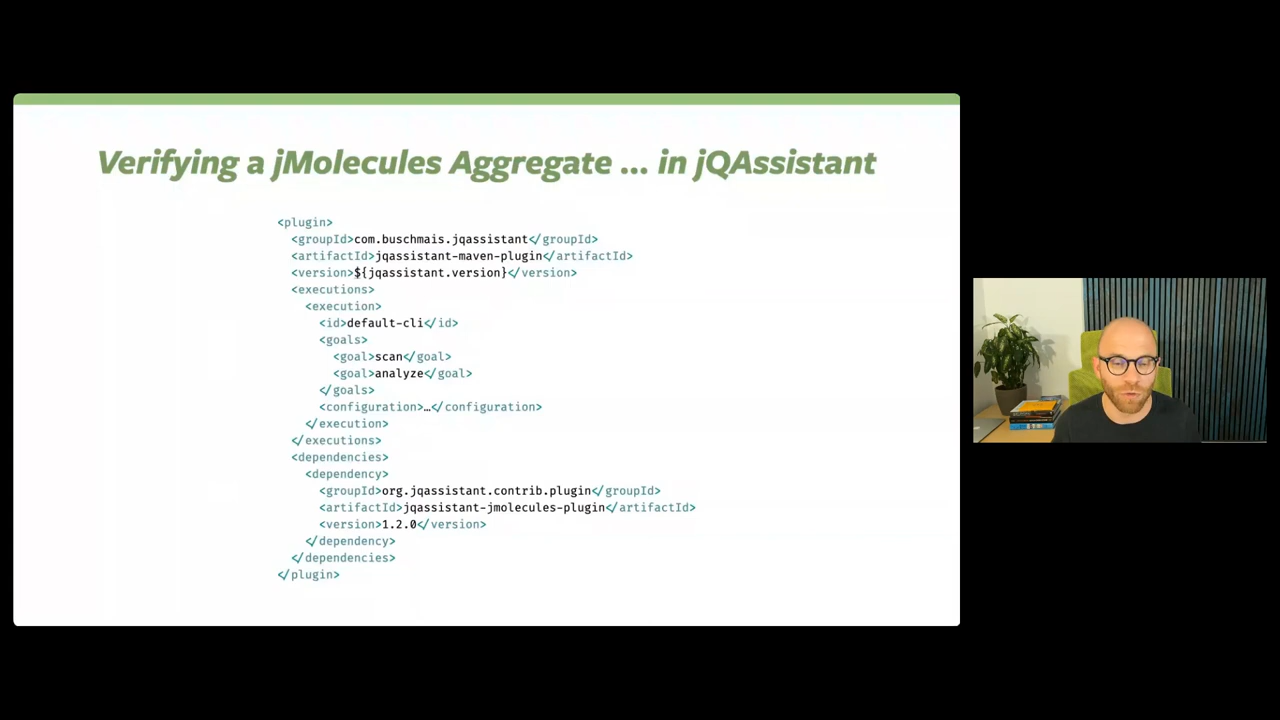 Verifying a jMolecules Aggregate … in jQAssistant
<plugin>
<groupId>com.buschmais.jqassistant</groupId>
<artifactId>jqassistant-maven-plugin</artifactId>
<version>${jqassistant.version}</version>
<executions>
<execution>
<id>default-cli</id>
<goals>
<goal>scan</goal>
<goal>analyze</goal>
</goals>
<configuration>…</configuration>
</execution>
</executions>
<dependencies>
<dependency>
<groupId>org.jqassistant.contrib.plugin</groupId>
<artifactId>jqassistant-jmolecules-plugin</artifactId>
<version>1.2.0</version>
</dependency>
</dependencies>
</plugin>